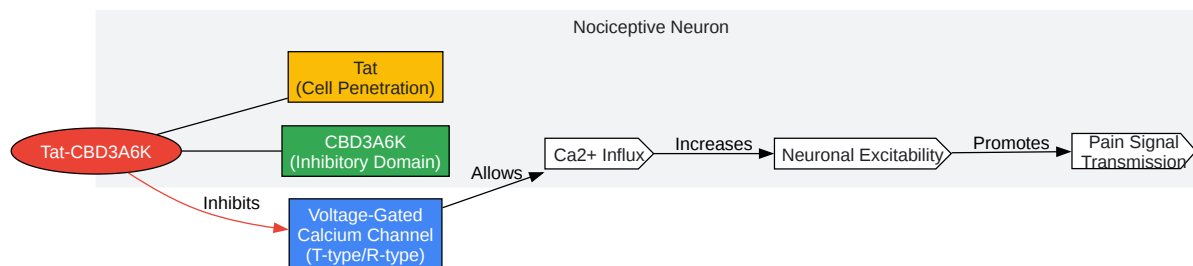 Nociceptive Neuron
Tat
(Cell Penetration)
Tat-CBD3A6K
CBD3A6K
(Inhibitory Domain)
Inhibits
Voltage-Gated
Calcium Channel
(T-type/R-type)
Allows
Ca2+ Influx
Increases
Neuronal Excitability
Promotes
Pain Signal
Transmission